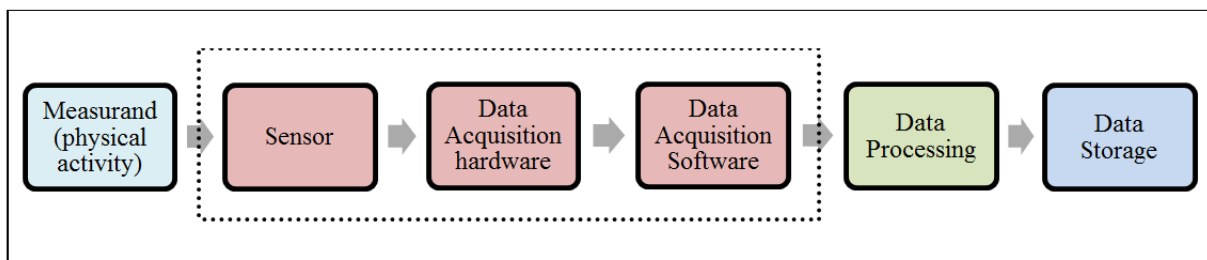 Measurand
(physical
activity)
Sensor
Data
Acquisition
hardware
Data
Acquisition
Software
Data
Processing
Data
Storage